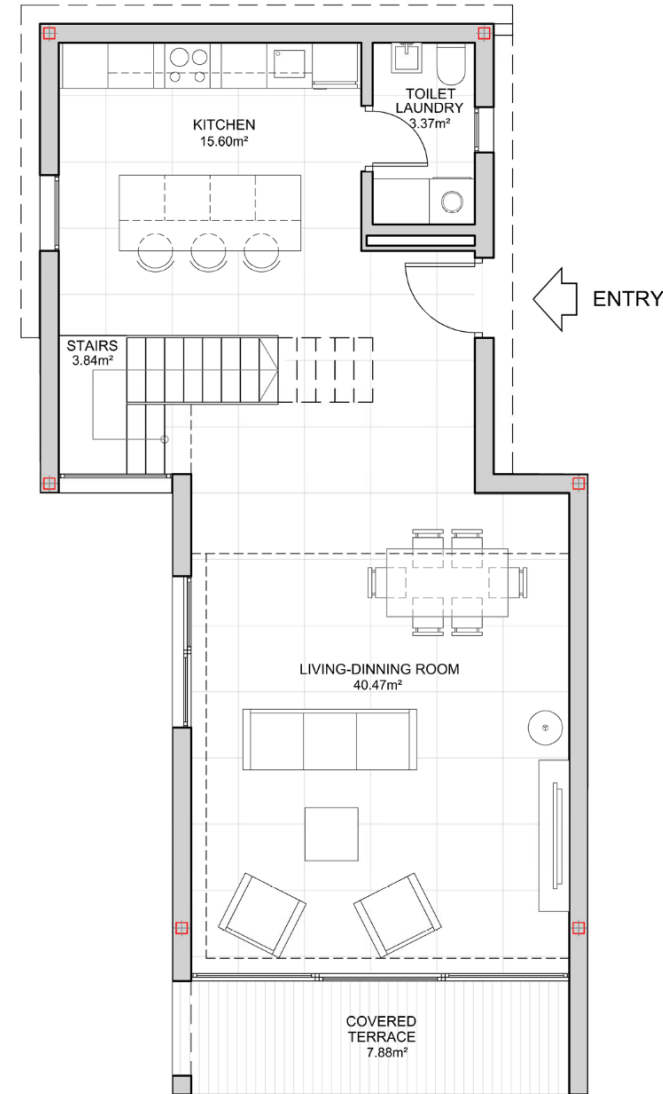 TOILET
LAUNDRY
3.37m²
KITCHEN
15.60m²
ENTRY
STAIRS
3.84m²
LIVING-DINNING ROOM
40.47m²
COVERED
TERRACE
7.88m²